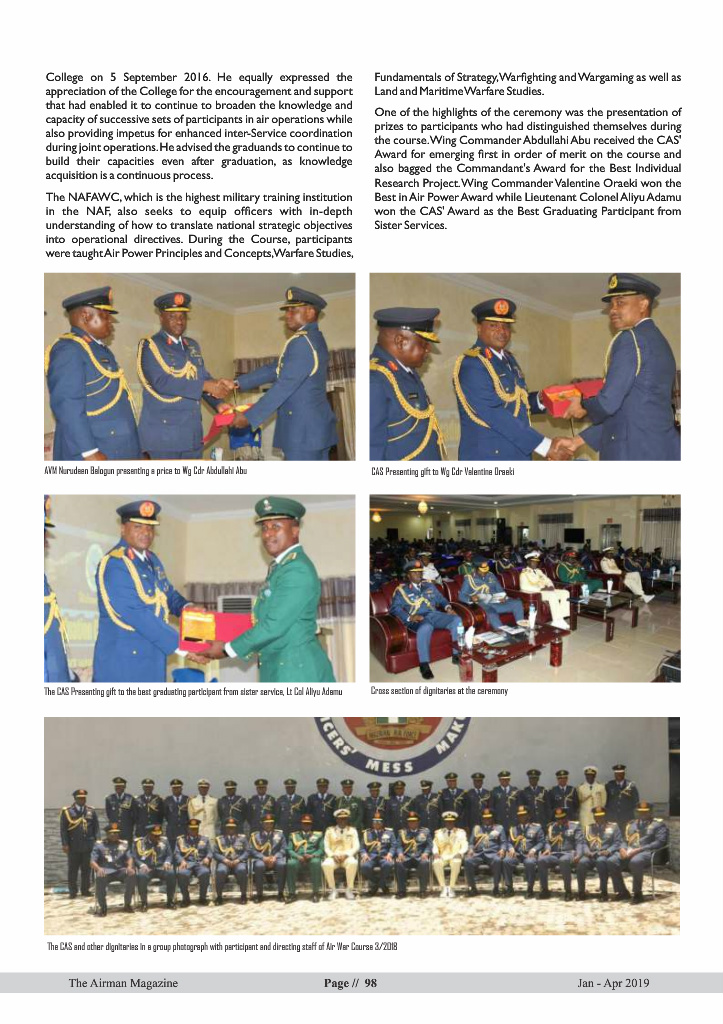 College on 5 September 2016. He equally expressed the
appreciation of the College for the encouragement and support
that had enabled it to continue to broaden the knowledge and
capacity of successive sets of participants in air operations while
also providing impetus for enhanced inter-Service coordination
during joint operations. He advised the graduands to continue to
build their capacities even after graduation, as knowledge
acquisition is a continuous process.
The NAFAWC, which is the highest military training institution
in the NAF, also seeks to equip officers with in-depth
understanding of how to translate national strategic objectives
into operational directives. During the Course, participants
were taught Air Power Principles and Concepts, Warfare Studies,
Fundamentals of Strategy, Warfighting and Wargaming as well as
Land and Maritime Warfare Studies.
One of the highlights of the ceremony was the presentation of
prizes to participants who had distinguished themselves during
the course. Wing Commander Abdullahi Abu received the CAS'
Award for emerging first in order of merit on the course and
also bagged the Commandant's Award for the Best Individual
Research Project. Wing Commander Valentine Oraeki won the
Best in Air Power Award while Lieutenant Colonel Aliyu Adamu
won the CAS' Award as the Best Graduating Participant from
Sister Services.
AVM Nurudeen Balogun presenting a price to Wg Cdr Abdullahi Abu
CAS Presenting gift to Wg Cdr Valentine Oraeki
The CAS Presenting gift to the best graduating participant from sister service, Lt Col Aliyu Adamu
Cross section of dignitaries at the ceremony
MESS
The CAS and other dignitaries in a group photograph with participant and directing staff of Air War Course 3/2018
The Airman Magazine
Page // 98
Jan - Apr 2019